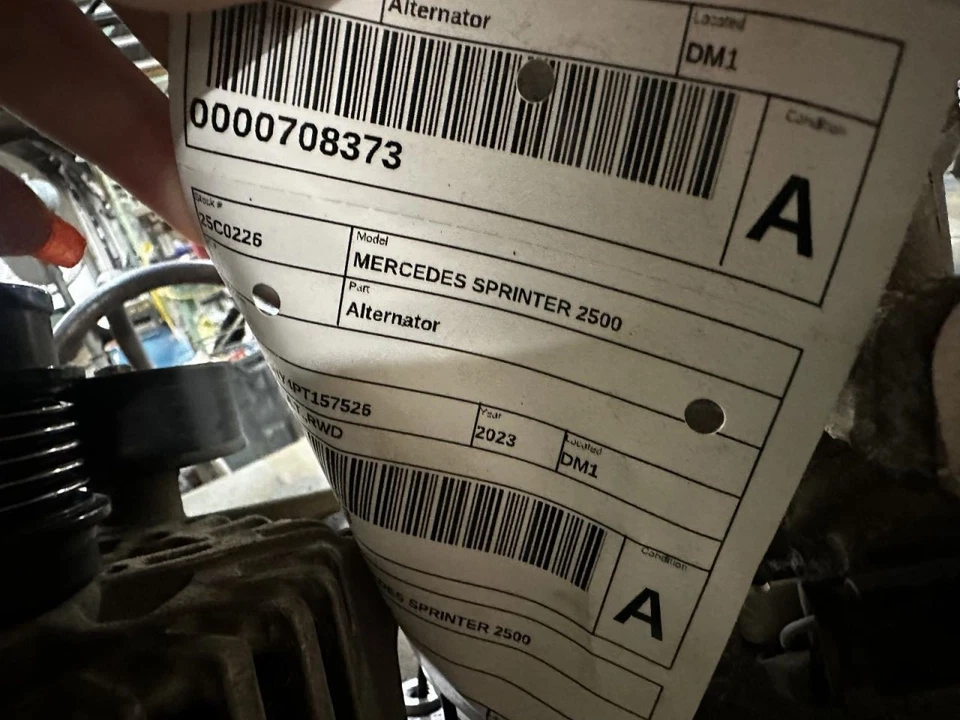 Alternator
Located
DM1
0000708373
Condition
A
Stock #
25C0226
Model
MERCEDES SPRINTER 2500
Part
Alternator
PT157526
Year
2023
Located
DM1
RWD
Condition
A
SPRINTER 2500